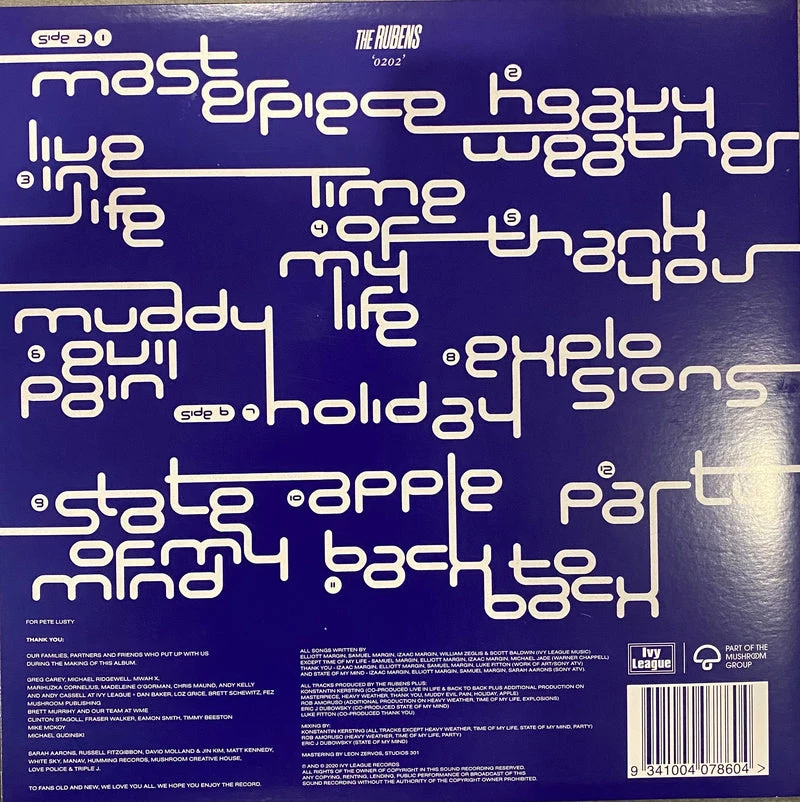 side a 1
THE RUBENS
'0202'
mast
erpiece
2
heavy
weather
live
3 in
life
time
4 of
my
life
5
thank
you
muddy
6 evil
pain
side b 7 holiday
8 explo
sions
9 state
of my
mind
10 apple
12
party
11
back to
back
FOR PETE LUSTY
THANK YOU:
OUR FAMILIES, PARTNERS AND FRIENDS WHO PUT UP WITH US
DURING THE MAKING OF THIS ALBUM.
GREG CAREY, MICHAEL RIDGEWELL, MWAH X,
MARIHUZKA CORNELIUS, MADELEINE O'GORMAN, CHRIS MAUND, ANDY KELLY
AND ANDY CASSELL AT IVY LEAGUE - DAN BAKER, LOZ GRICE, BRETT SCHEWITZ, FEZ
MUSHROOM PUBLISHING
BRETT MURRIHY AND OUR TEAM AT WME
CLINTON STAGOLL, FRASER WALKER, EAMON SMITH, TIMMY BEESTON
MIKE MCKOY
MICHAEL GUDINSKI
SARAH AARONS, RUSSELL FITZGIBBON, DAVID MOLLAND & JIN KIM, MATT KENNEDY,
WHITE SKY, MANAV, HUMMING RECORDS, MUSHROOM CREATIVE HOUSE,
LOVE POLICE & TRIPLE J.
TO FANS OLD AND NEW, WE LOVE YOU ALL. WE HOPE YOU ENJOY THE RECORD.
ALL SONGS WRITTEN BY
ELLIOTT MARGIN, SAMUEL MARGIN, IZAAC MARGIN, WILLIAM ZEGLIS & SCOTT BALDWIN (IVY LEAGUE MUSIC)
EXCEPT TIME OF MY LIFE - SAMUEL MARGIN, ELLIOTT MARGIN, IZAAC MARGIN, MICHAEL JADE (WARNER CHAPPELL)
THANK YOU - IZAAC MARGIN, ELLIOTT MARGIN, SAMUEL MARGIN, LUKE FITTON (WORK OF ART/SONY ATV)
AND STATE OF MY MIND - IZAAC MARGIN, ELLIOTT MARGIN, SAMUEL MARGIN, SARAH AARONS (SONY ATV).
ALL TRACKS PRODUCED BY THE RUBENS PLUS:
KONSTANTIN KERSTING (CO-PRODUCED LIVE IN LIFE & BACK TO BACK PLUS ADDITIONAL PRODUCTION ON
MASTERPIECE, HEAVY WEATHER, THANK YOU, MUDDY EVIL PAIN, HOLIDAY, APPLE)
ROB AMORUSO (ADDITIONAL PRODUCTION ON HEAVY WEATHER, TIME OF MY LIFE, EXPLOSIONS)
ERIC J DUBOWSKY (CO-PRODUCED STATE OF MY MIND)
LUKE FITTON (CO-PRODUCED THANK YOU)
MIXING BY:
KONSTANTIN KERSTING (ALL TRACKS EXCEPT HEAVY WEATHER, TIME OF MY LIFE, STATE OF MY MIND, PARTY)
ROB AMORUSO (HEAVY WEATHER, TIME OF MY LIFE, PARTY)
ERIC J DUBOWSKY (STATE OF MY MIND)
MASTERING BY LEON ZERVOS, STUDIOS 301
℗ AND © 2020 IVY LEAGUE RECORDS
ALL RIGHTS OF THE OWNER OF COPYRIGHT IN THIS SOUND RECORDING RESERVED.
ANY COPYING, RENTING, LENDING, PUBLIC PERFORMANCE OR BROADCAST OF THIS
SOUND RECORDING WITHOUT THE AUTHORITY OF THE COPYRIGHT OWNER PROHIBITED.
Ivy
League
PART OF THE
MUSHROOM
GROUP
9 341004 078604 >